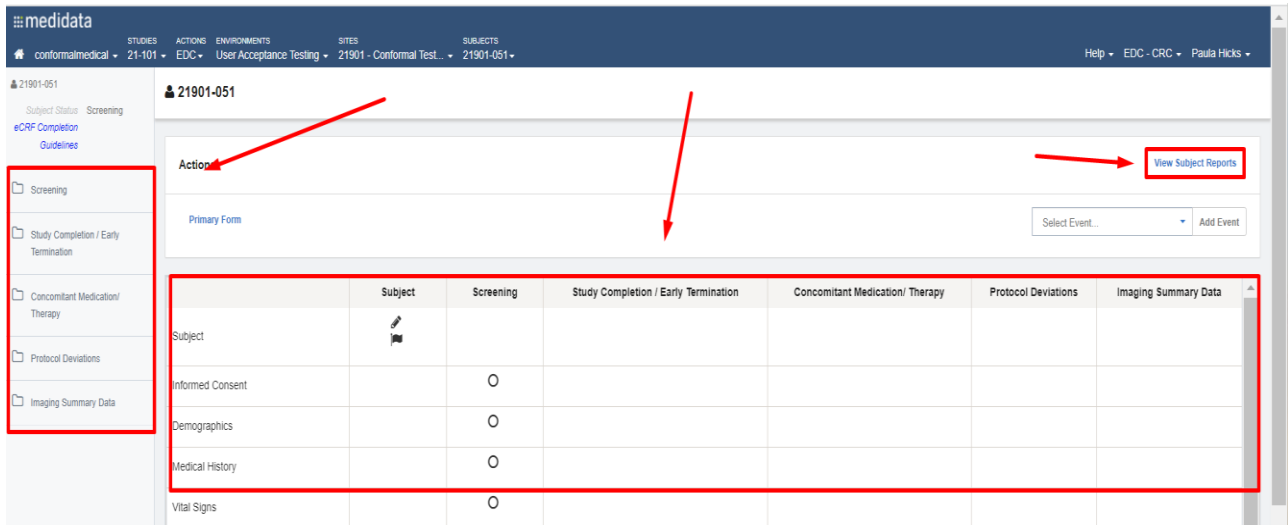 medidata
STUDIES ACTIONS ENVIRONMENTS SITES SUBJECTS
conformalmedical 21-101 EDC User Acceptance Testing 21901 - Conformal Test... 21901-051 Help EDC - CRC Paula Hicks
21901-051
Subject Status Screening
eCRF Completion
Guidelines
Screening
Study Completion / Early
Termination
Concomitant Medication/
Therapy
Protocol Deviations
Imaging Summary Data
21901-051
Action
View Subject Reports
Primary Form
Select Event... Add Event
Subject Screening Study Completion / Early Termination Concomitant Medication/ Therapy Protocol Deviations Imaging Summary Data
Subject
Informed Consent
Demographics
Medical History
Vital Signs